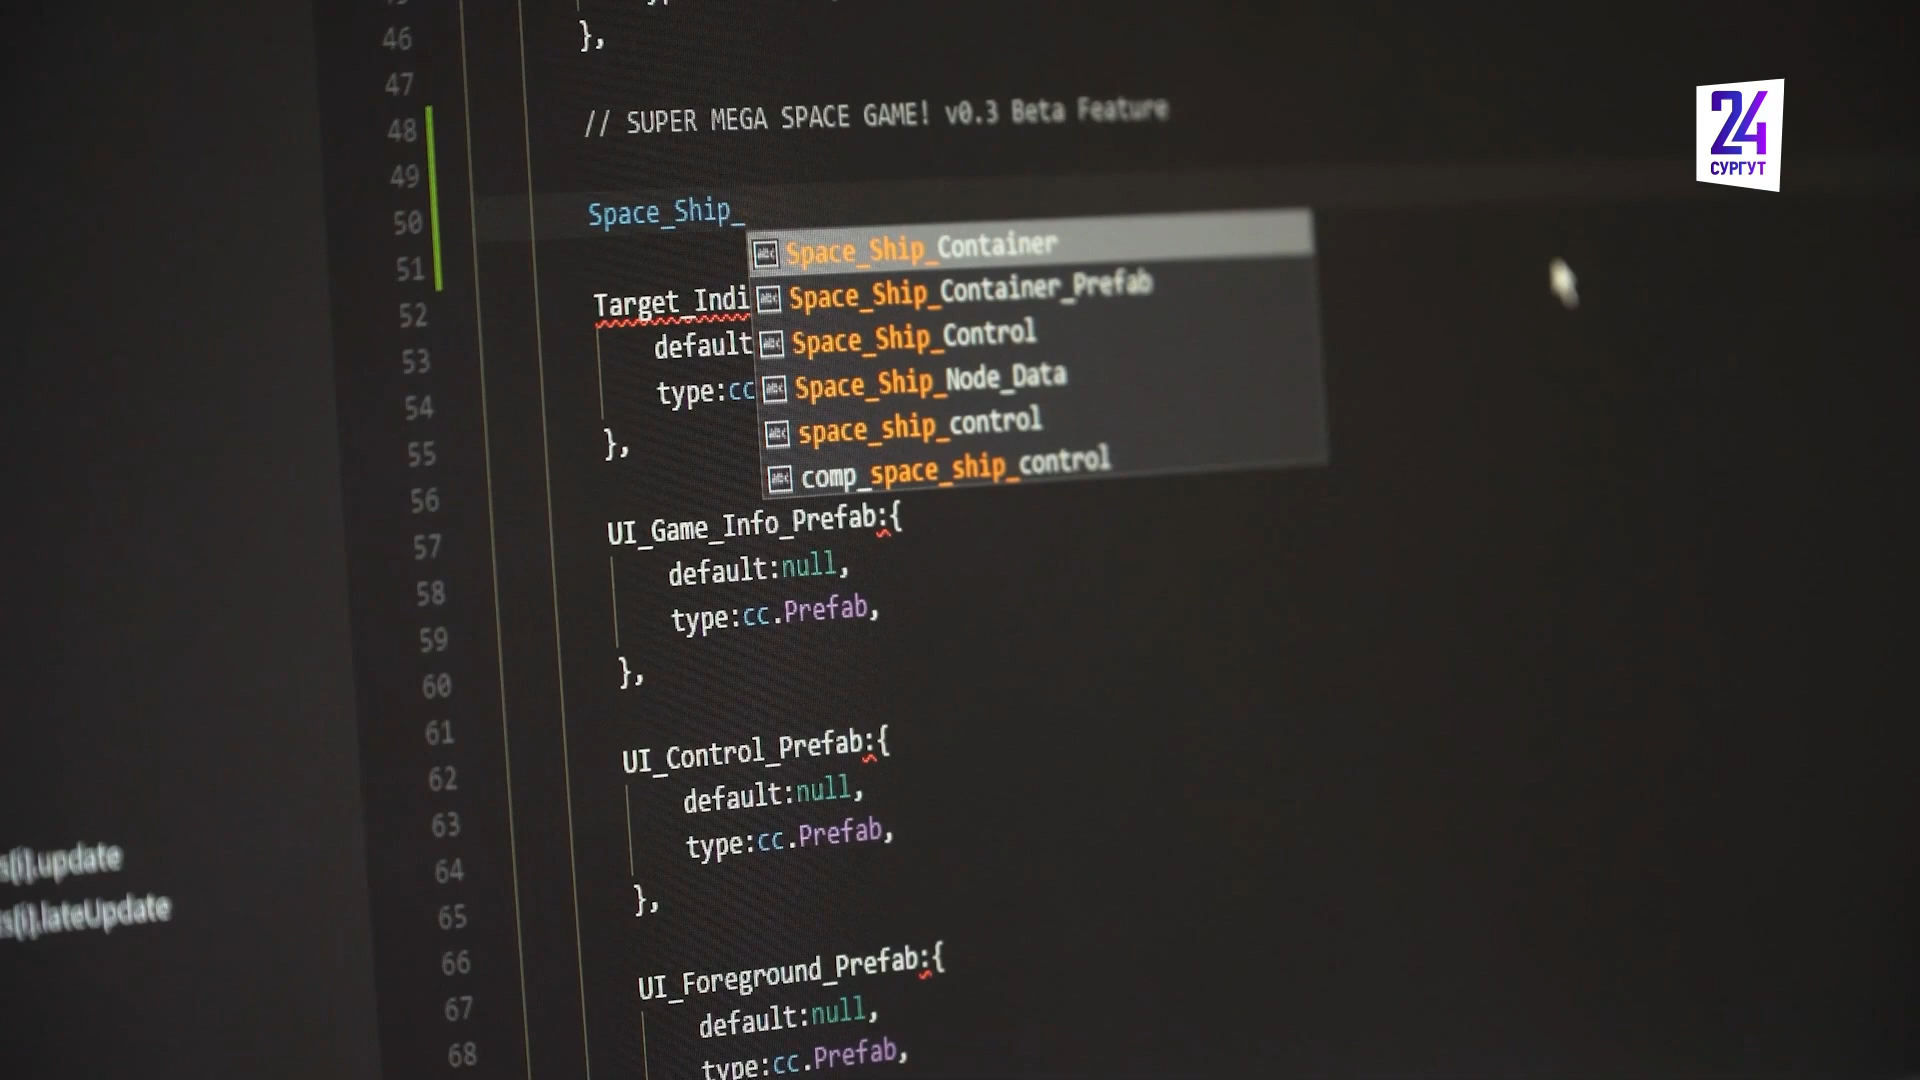 46
},
47
48
// SUPER MEGA SPACE GAME! v0.3 Beta Feature
24
СУРГУТ
49
50
Space_Ship_
Space_Ship_Container
51
Space_Ship_Container_Prefab
52
Target_Indi
Space_Ship_Control
53
default
Space_Ship_Node_Data
54
type:cc
space_ship_control
55
},
comp_space_ship_control
56
57
UI_Game_Info_Prefab:{
58
default:null,
59
type:cc.Prefab,
60
},
61
62
UI_Control_Prefab:{
63
default:null,
64
type:cc.Prefab,
65
},
66
67
UI_Foreground_Prefab:{
68
default:null,
type:cc.Prefab,
s[i].update
s[i].lateUpdate